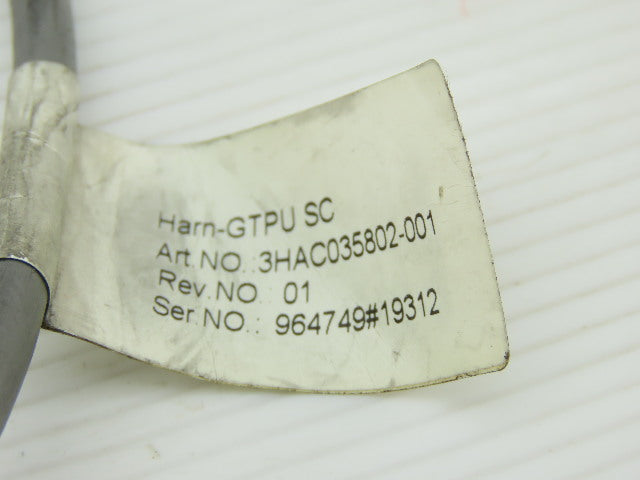 Harn-GTPU SC
Art.NO.:3HAC035802-001
Rev.NO 01
Ser.NO.: 964749#19312